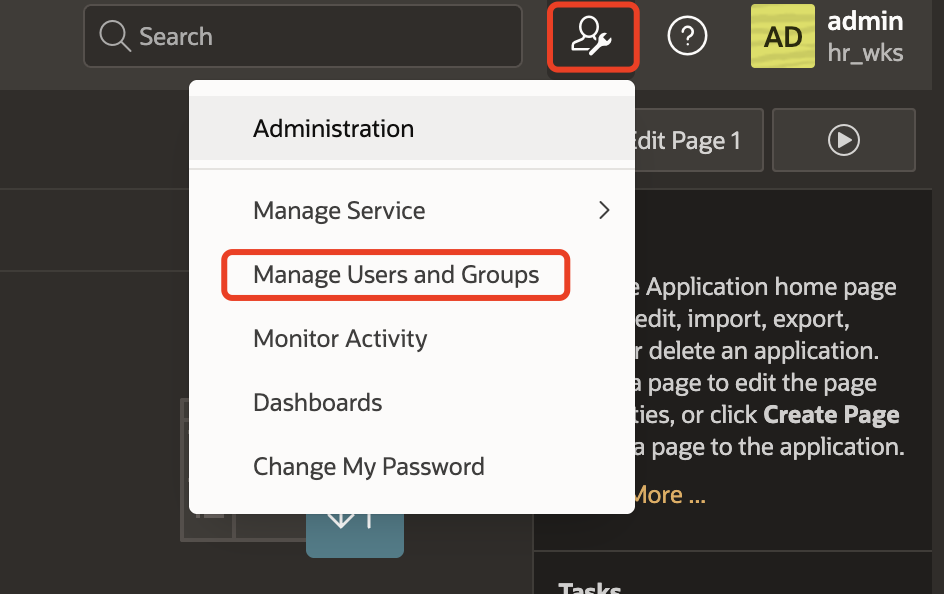 Search
?
AD
admin
hr_wks
Administration
Edit Page 1
Manage Service
Manage Users and Groups
Application home page
edit, import, export,
Monitor Activity
delete an application.
a page to edit the page
Dashboards
or click Create Page
a page to the application.
Change My Password
More ...
Tasks